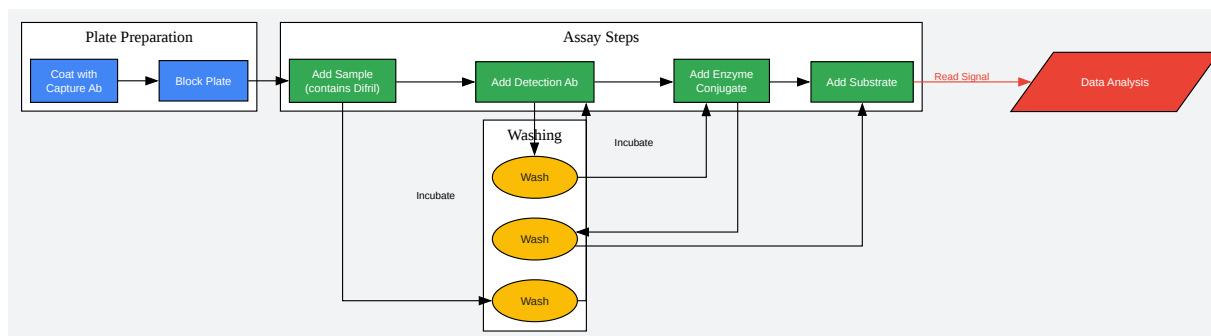 Plate Preparation
Assay Steps
Coat with
Capture Ab
Block Plate
Add Sample
(contains Difril)
Add Detection Ab
Add Enzyme
Conjugate
Add Substrate
Read Signal
Data Analysis
Washing
Incubate
Wash
Incubate
Wash
Wash